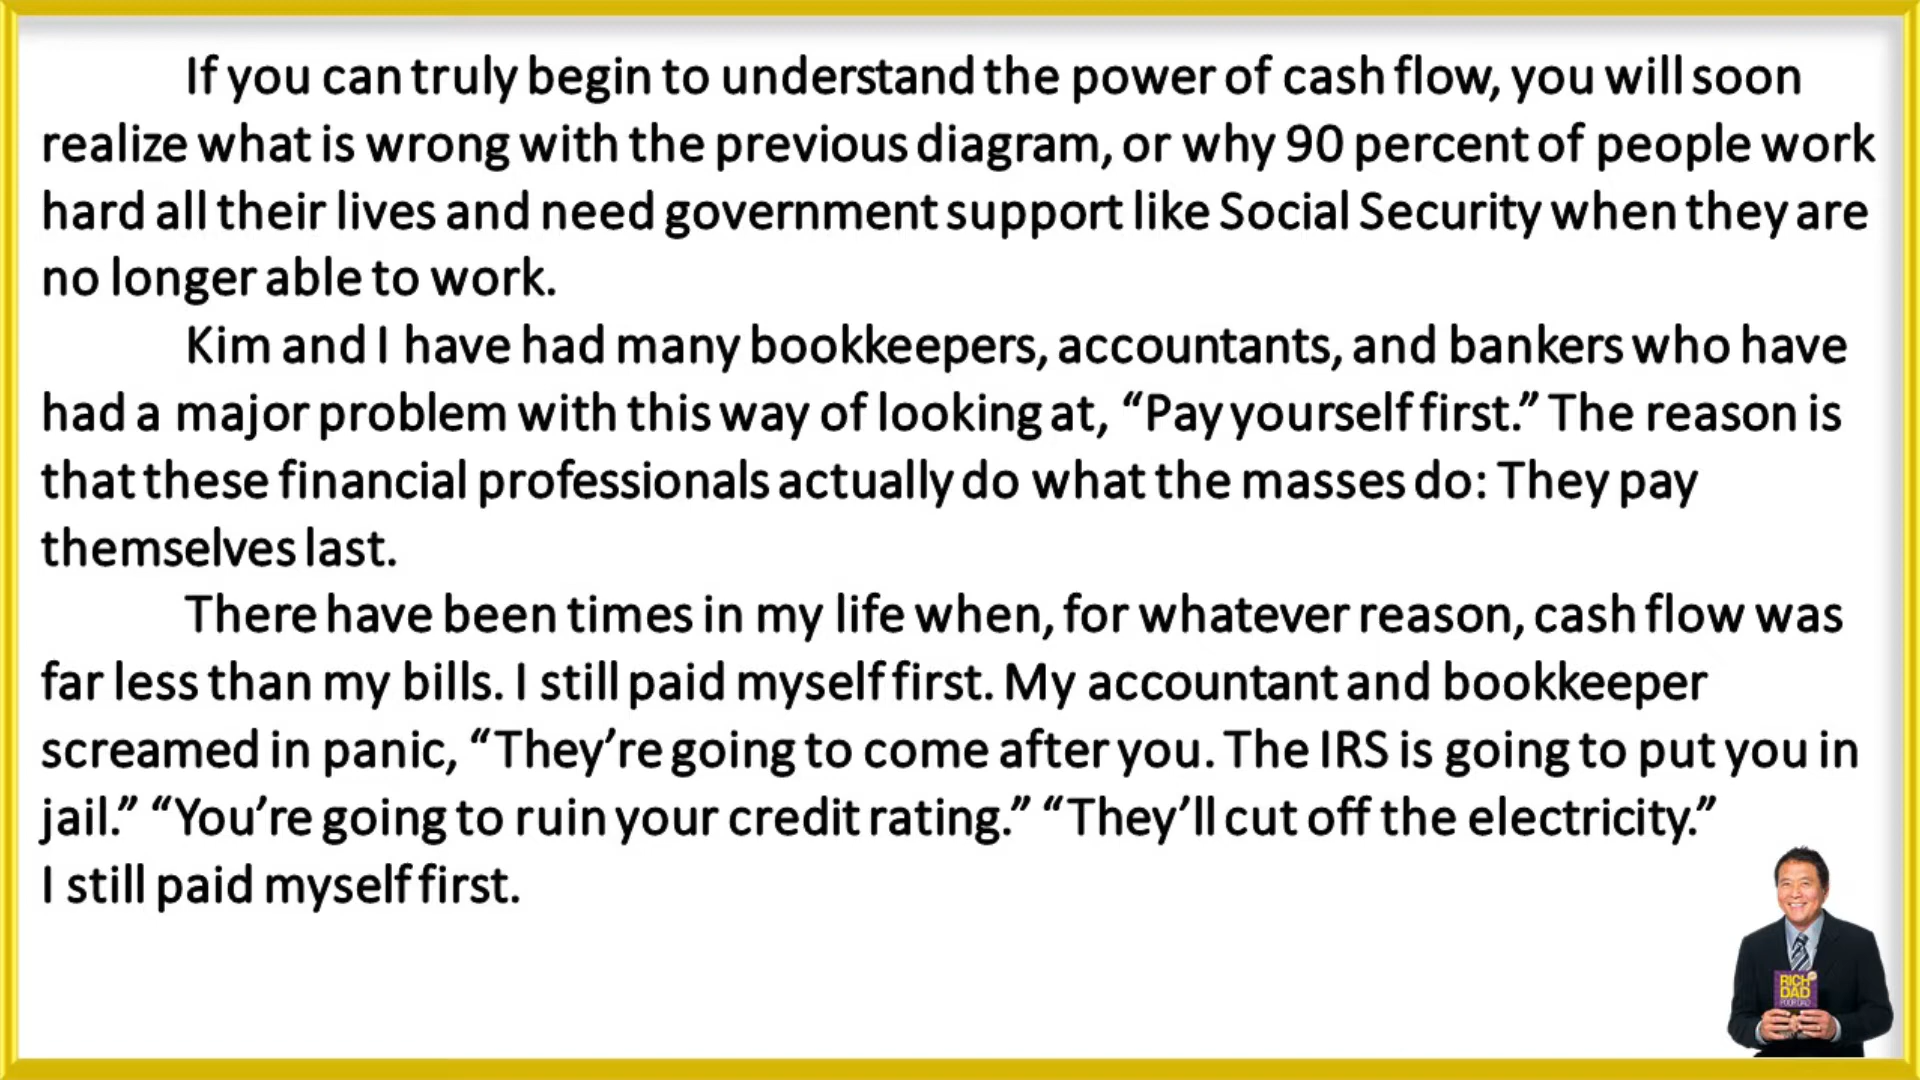 If you can truly begin to understand the power of cash flow, you will soon
realize what is wrong with the previous diagram, or why 90 percent of people work
hard all their lives and need government support like Social Security when they are
no longer able to work.
Kim and I have had many bookkeepers, accountants, and bankers who have
had a major problem with this way of looking at, “Pay yourself first.” The reason is
that these financial professionals actually do what the masses do: They pay
themselves last.
There have been times in my life when, for whatever reason, cash flow was
far less than my bills. I still paid myself first. My accountant and bookkeeper
screamed in panic, “They’re going to come after you. The IRS is going to put you in
jail.” “You’re going to ruin your credit rating.” “They’ll cut off the electricity.”
I still paid myself first.
RICH
DAD
POOR DAD